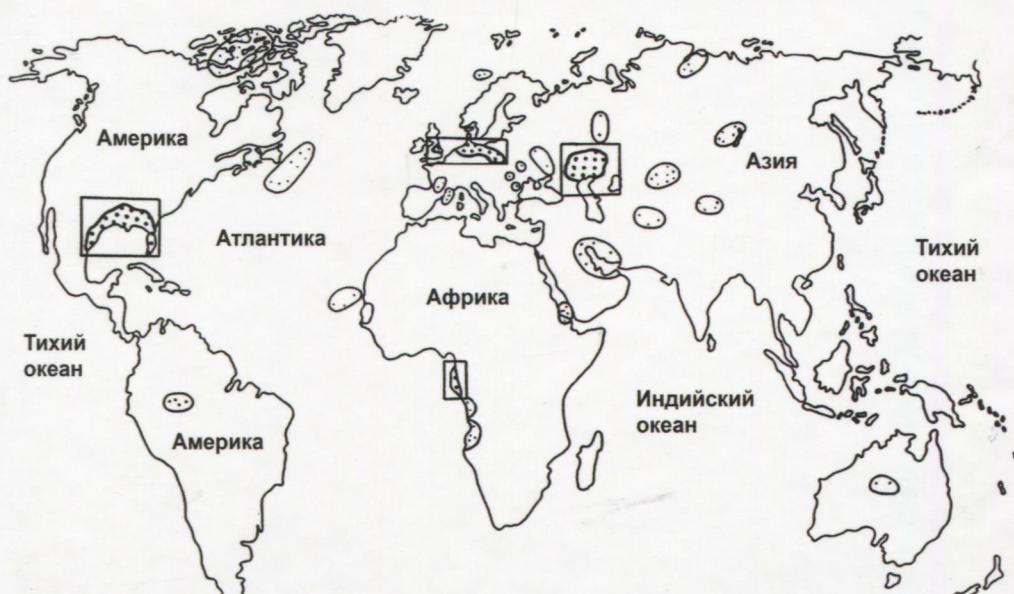 Америка
Азия
Атлантика
Тихий
океан
Африка
Тихий
океан
Индийский
океан
Америка